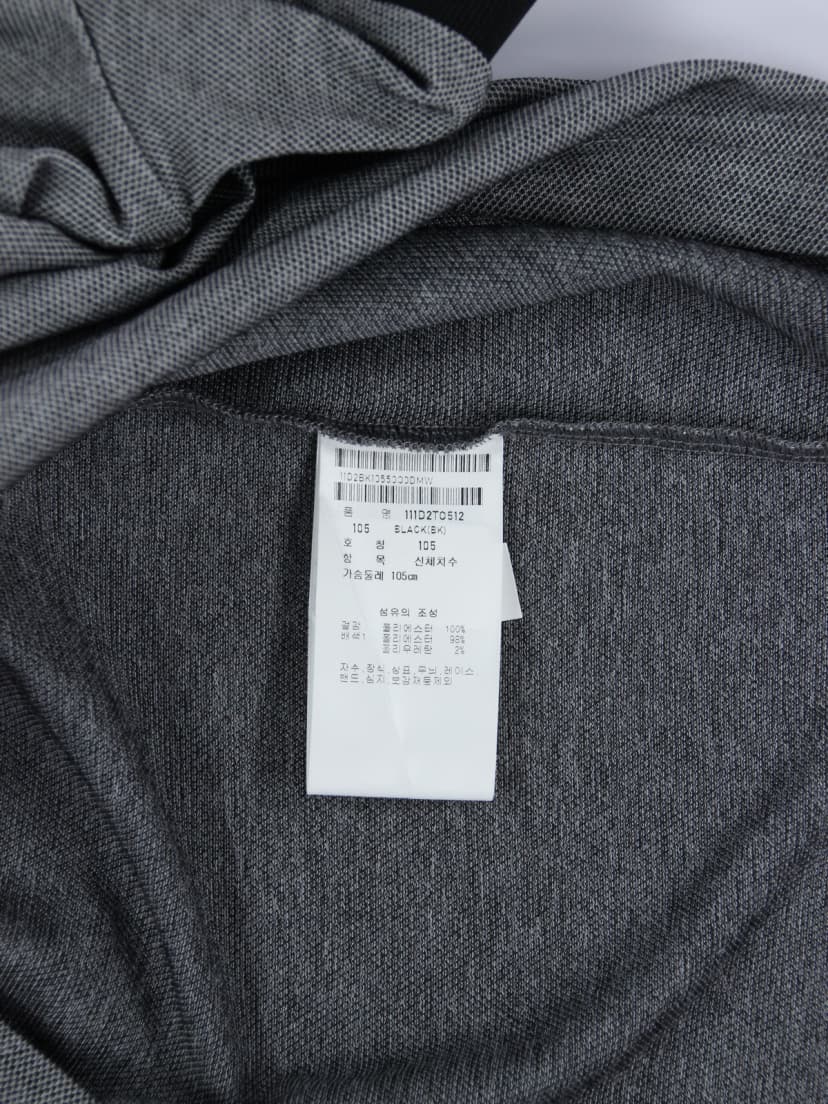 11D2BK1055000DMW
품 명 111D2TO512
105 BLACK(BK)
호 칭 105
항 목 신체치수
가슴둘레 105cm
섬유의 조성
겉감 폴리에스터 100%
배색1 폴리에스터 98%
폴리우레탄 2%
자수,장식,상표,무늬,레이스
밴드,심지,보강재등제외